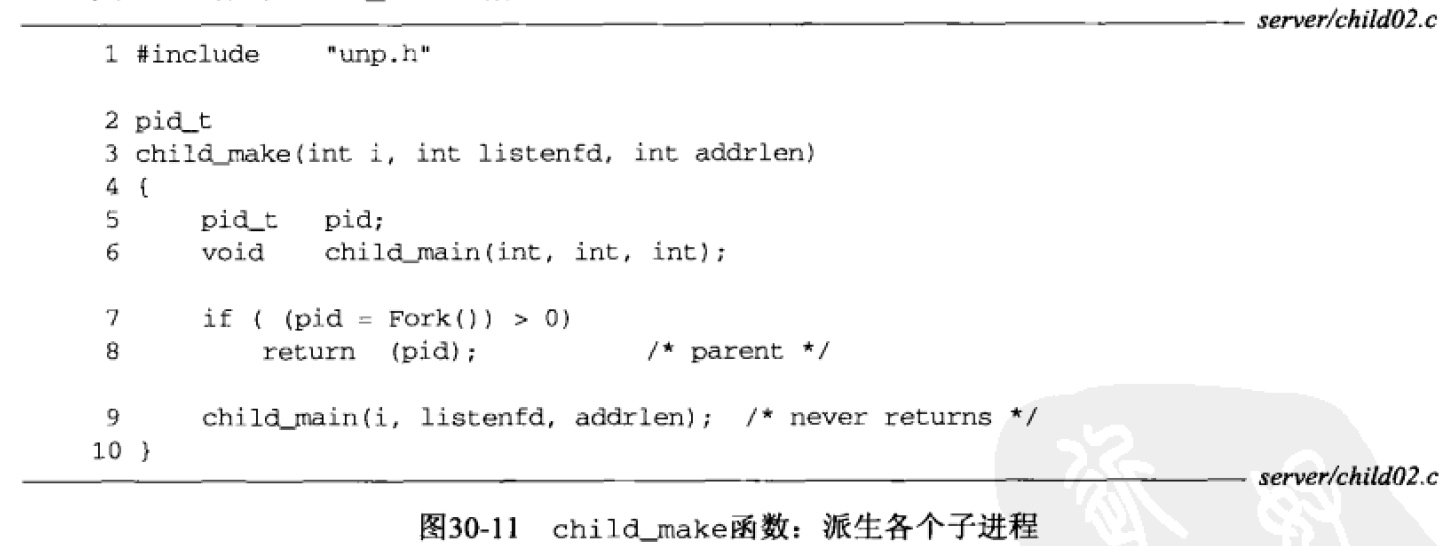 server/child02.c
1 #include    "unp.h"
2 pid_t
3 child_make(int i, int listenfd, int addrlen)
4 {
5     pid_t   pid;
6     void    child_main(int, int, int);
7     if ( (pid = Fork()) > 0)
8         return  (pid);            /* parent */
9     child_main(i, listenfd, addrlen);  /* never returns */
10 }
server/child02.c
图30-11 child_make函数：派生各个子进程